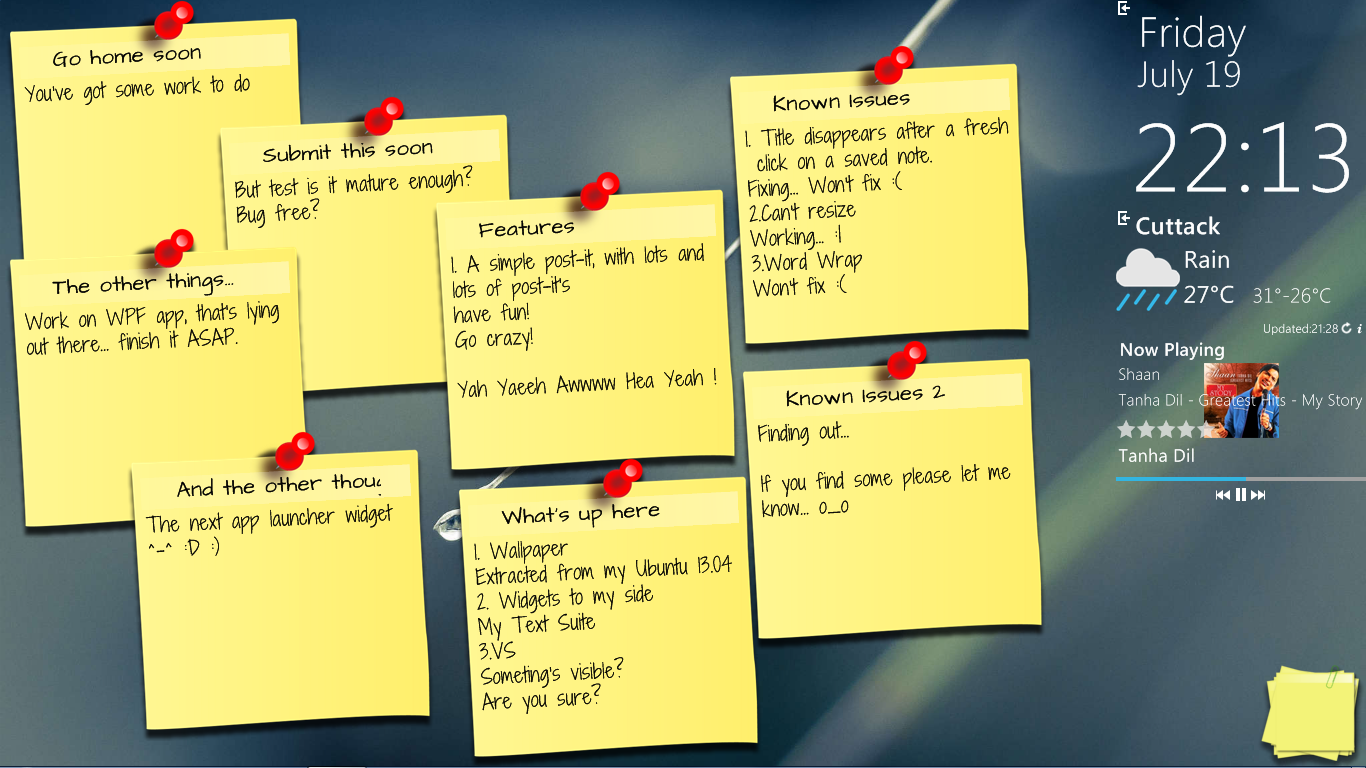 Go home soon
You've got some work to do
Submit this soon
But test is it mature enough?
Bug free?
The other things...
Work on WPF app, that's lying
out there... finish it ASAP.
And the other thou
The next app launcher widget
^_^ :D :)
Features
1. A simple post-it, with lots and
lots of post-it's
have fun!
Go crazy!
Yah Yaeeh Awwww Hea Yeah !
What's up here
1. Wallpaper
Extracted from my Ubuntu 13.04
2. Widgets to my side
My Text Suite
3.VS
Someting's visible?
Are you sure?
Known Issues
1. Title disappears after a fresh
click on a saved note.
Fixing... Won't fix :(
2.Can't resize
Working... :|
3.Word Wrap
Won't fix :(
Known Issues 2
Finding out...
If you find some please let me
know... o_o
Friday
July 19
22:13
Cuttack
Rain
27°C 31°-26°C
Updated:21:28
Now Playing
Shaan
Tanha Dil - Greatest Hits - My Story
Tanha Dil